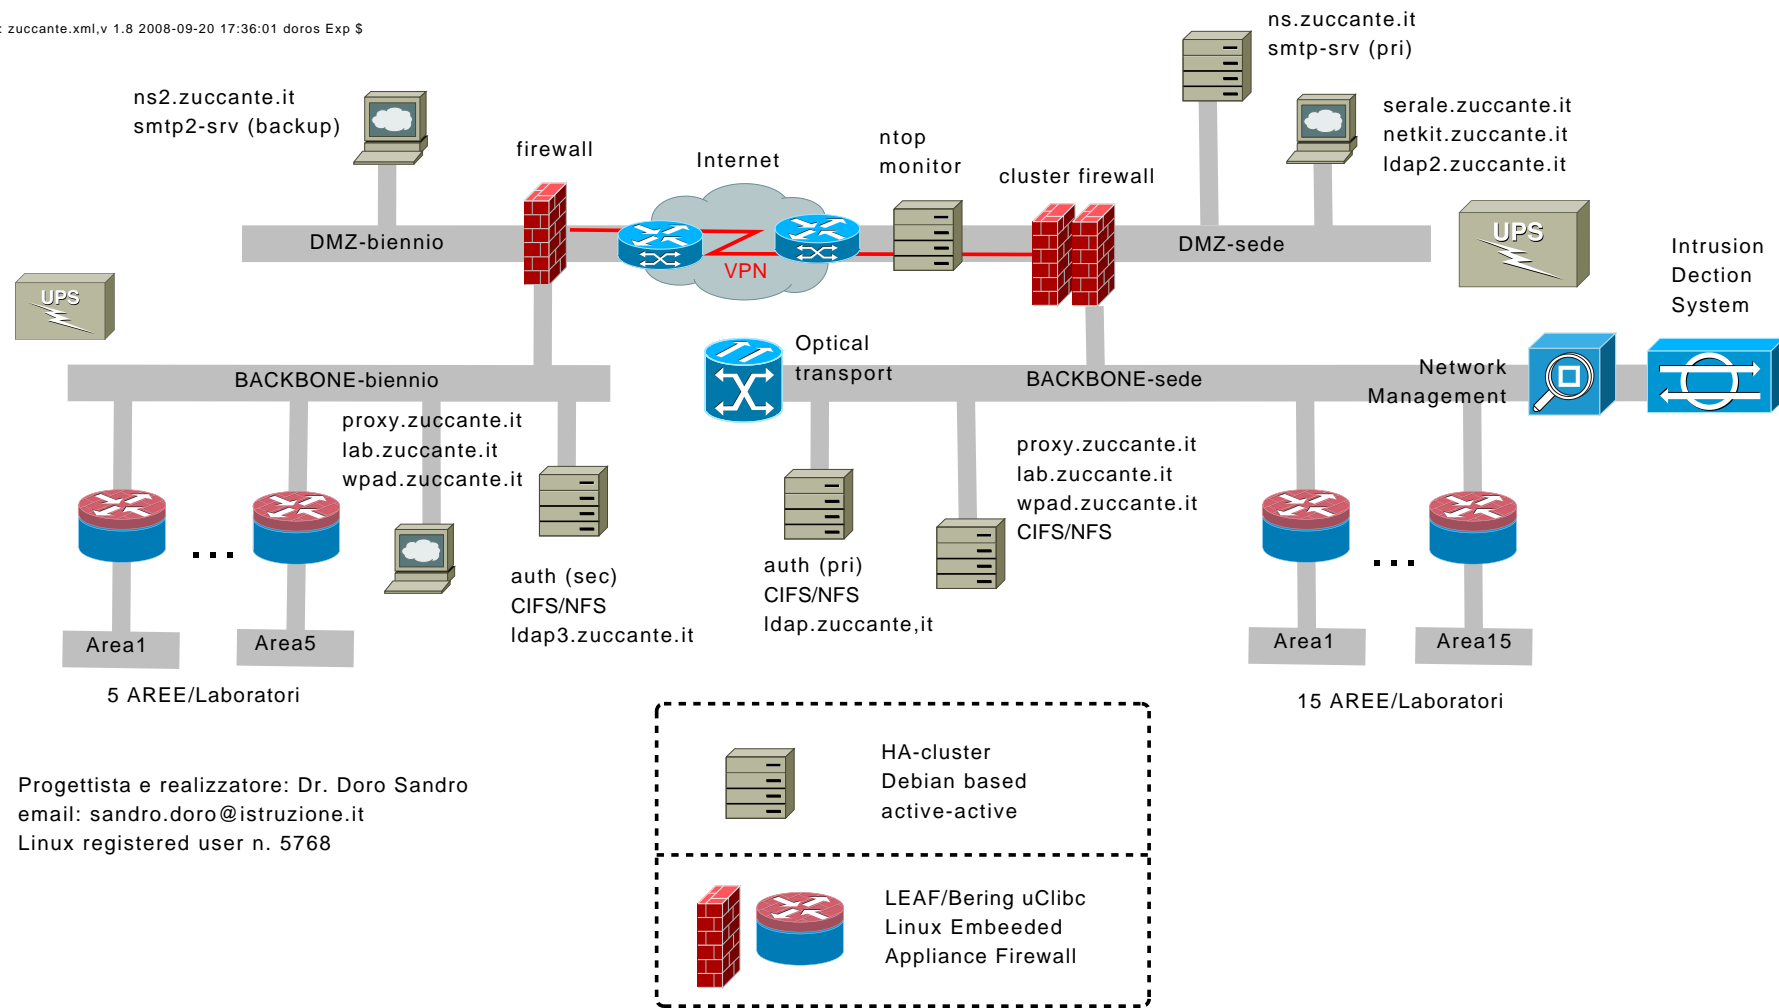 : zuccante.xml,v 1.8 2008-09-20 17:36:01 doros Exp $
ns.zuccante.it
smtp-srv (pri)
ns2.zuccante.it
smtp2-srv (backup)
serale.zuccante.it
netkit.zuccante.it
ldap2.zuccante.it
firewall
Internet
ntop
monitor
cluster firewall
DMZ-biennio
VPN
DMZ-sede
UPS
Intrusion
Dection
System
UPS
Optical
transport
BACKBONE-biennio
BACKBONE-sede
Network
Management
proxy.zuccante.it
lab.zuccante.it
wpad.zuccante.it
proxy.zuccante.it
lab.zuccante.it
wpad.zuccante.it
CIFS/NFS
...
...
auth (sec)
CIFS/NFS
ldap3.zuccante.it
auth (pri)
CIFS/NFS
ldap.zuccante,it
Area1
Area5
Area1
Area15
5 AREE/Laboratori
15 AREE/Laboratori
HA-cluster
Debian based
active-active
Progettista e realizzatore: Dr. Doro Sandro
email: sandro.doro@istruzione.it
Linux registered user n. 5768
LEAF/Bering uClibc
Linux Embeeded
Appliance Firewall